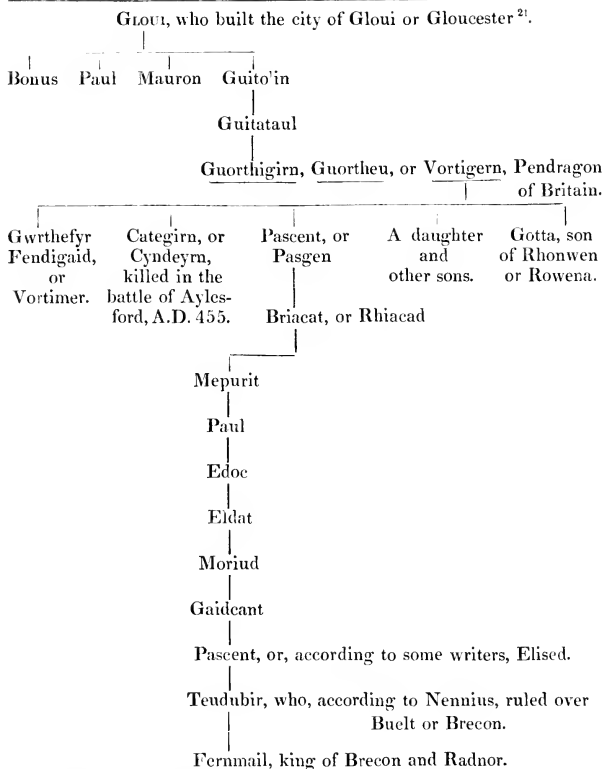 GLOUI, who built the city of Gloui or Gloucester 21.
Bonus Paul Mauron Guito'in
Guitataul
Guorthigirn, Guortheu, or Vortigern, Pendragon
of Britain.
Gwrthefyr Categirn, or Pascent, or A daughter Gotta, son
Fendigaid, Cyndeyrn, Pasgen and of Rhonwen
or killed in the other sons. or Rowena.
Vortimer. battle of Ayles-
ford, A.D. 455. Briacat, or Rhiacad
Mepurit
Paul
Edoc
Eldat
Moriud
Gaidcant
Pascent, or, according to some writers, Elised.
Teudubir, who, according to Nennius, ruled over
Buelt or Brecon.
Fernmail, king of Brecon and Radnor.